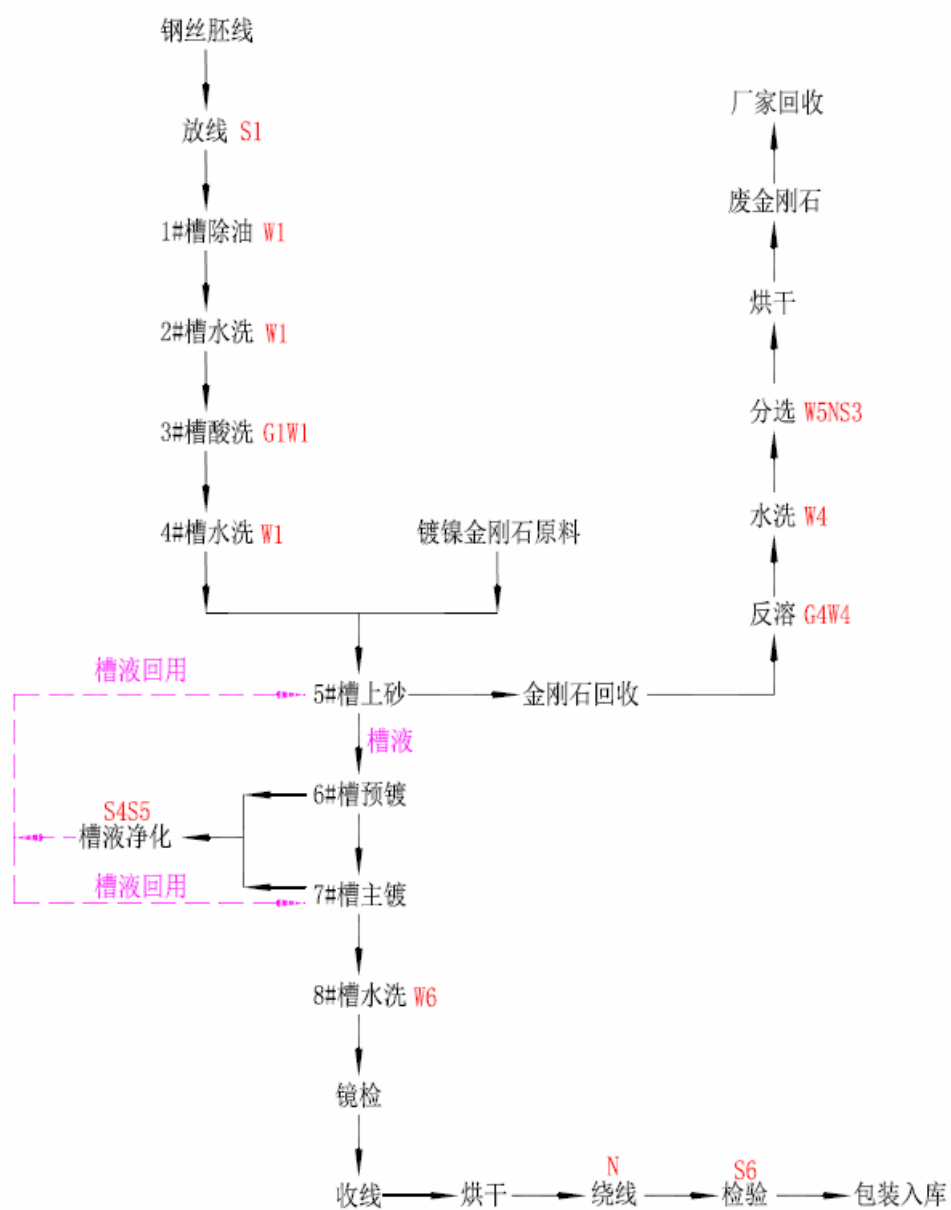 钢丝胚线
放线 S1
1#槽除油 W1
2#槽水洗 W1
3#槽酸洗 G1W1
4#槽水洗 W1
镀镍金刚石原料
厂家回收
废金刚石
烘干
分选 W5NS3
水洗 W4
反溶 G4W4
槽液回用
5#槽上砂
金刚石回收
槽液
6#槽预镀
S4S5
槽液净化
槽液回用
7#槽主镀
8#槽水洗 W6
镜检
收线
烘干
N
绕线
S6
检验
包装入库